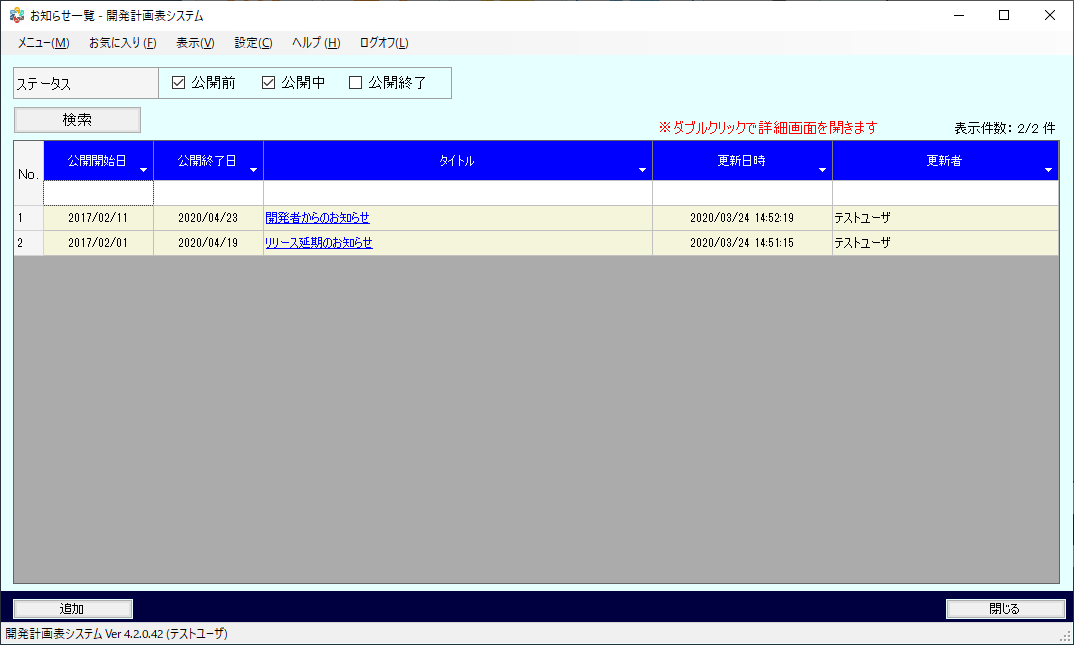 お知らせ一覧 - 開発計画表システム
メニュー(M) お気に入り(F) 表示(V) 設定(C) ヘルプ(H) ログオフ(L)
ステータス 公開前 公開中 公開終了
検索
※ダブルクリックで詳細画面を開きます 表示件数: 2/2 件
No. 公開開始日 公開終了日 タイトル 更新日時 更新者
1 2017/02/11 2020/04/23 開発者からのお知らせ 2020/03/24 14:52:19 テストユーザ
2 2017/02/01 2020/04/19 リリース延期のお知らせ 2020/03/24 14:51:15 テストユーザ
追加 閉じる
開発計画表システム Ver 4.2.0.42 (テストユーザ)